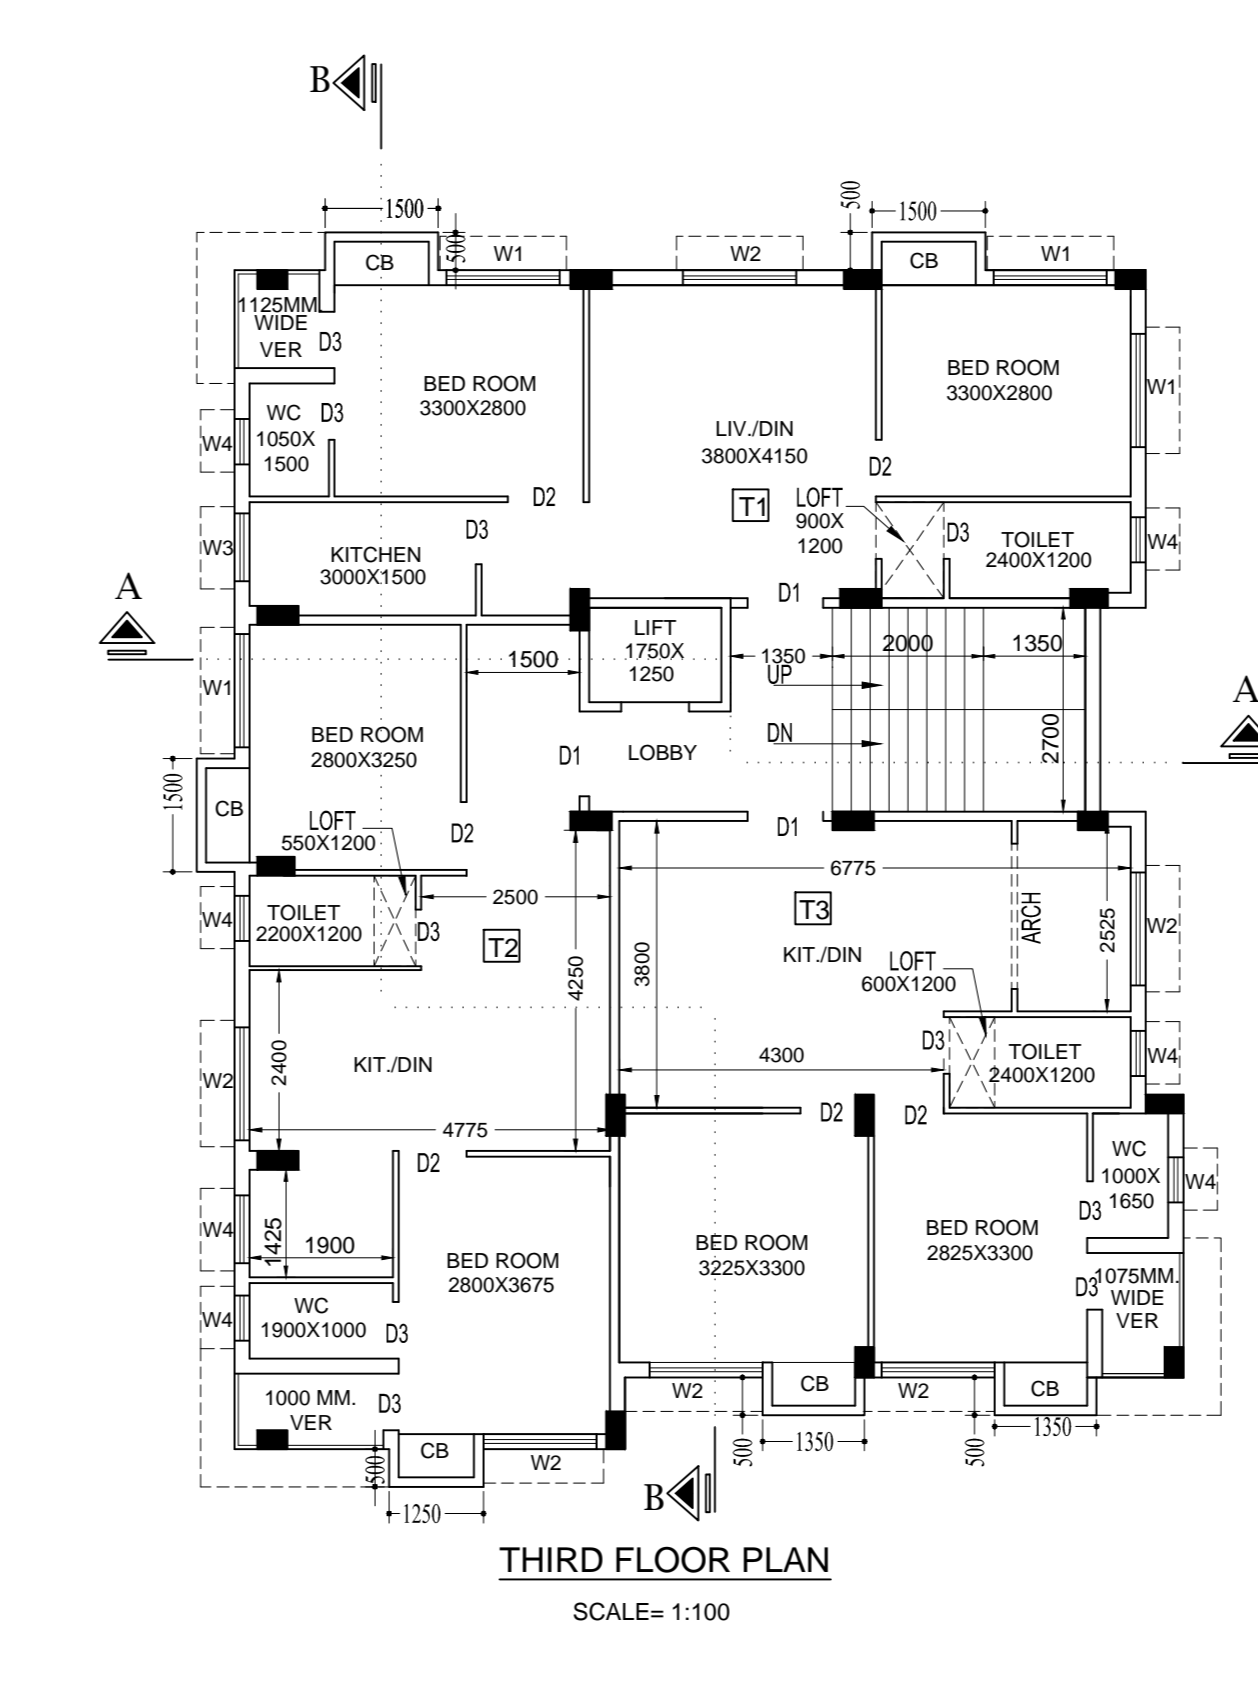 B
1500
500
1500
500
CB
W1
W2
CB
W1
1125MM.
WIDE
VER
D3
BED ROOM
3300X2800
BED ROOM
3300X2800
W1
WC
1050X
1500
D3
W4
LIV./DIN
3800X4150
D2
D2
T1
LOFT
900X
1200
D3
TOILET
2400X1200
W4
W3
KITCHEN
3000X1500
D3
A
D1
LIFT
1750X
1250
1500
1350
2000
1350
UP
DN
2700
A
W1
BED ROOM
2800X3250
D1
LOBBY
1500
CB
LOFT
550X1200
D2
D1
6775
W4
TOILET
2200X1200
D3
2500
T2
T3
ARCH
2525
W2
3800
KIT./DIN
LOFT
600X1200
4250
2400
KIT./DIN
W2
4300
D3
TOILET
2400X1200
W4
4775
D2
D2
D2
WC
1000X
1650
W4
D3
W4
1425
1900
BED ROOM
2800X3675
BED ROOM
3225X3300
BED ROOM
2825X3300
D3
1075MM.
WIDE
VER
W4
WC
1900X1000
D3
1000 MM.
VER
D3
W2
CB
W2
CB
500
1350
500
1350
CB
W2
500
1250
B
THIRD FLOOR PLAN
SCALE= 1:100